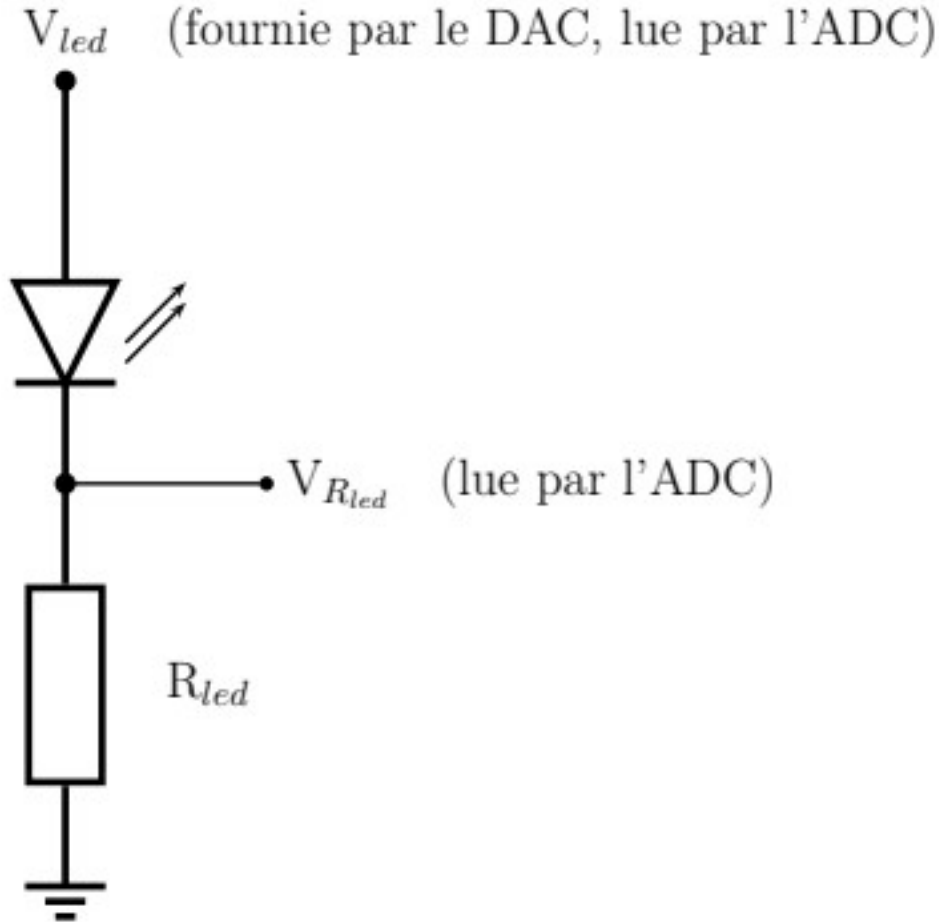 V_led (fournie par le DAC, lue par l'ADC)
V_R_led (lue par l'ADC)
R_led